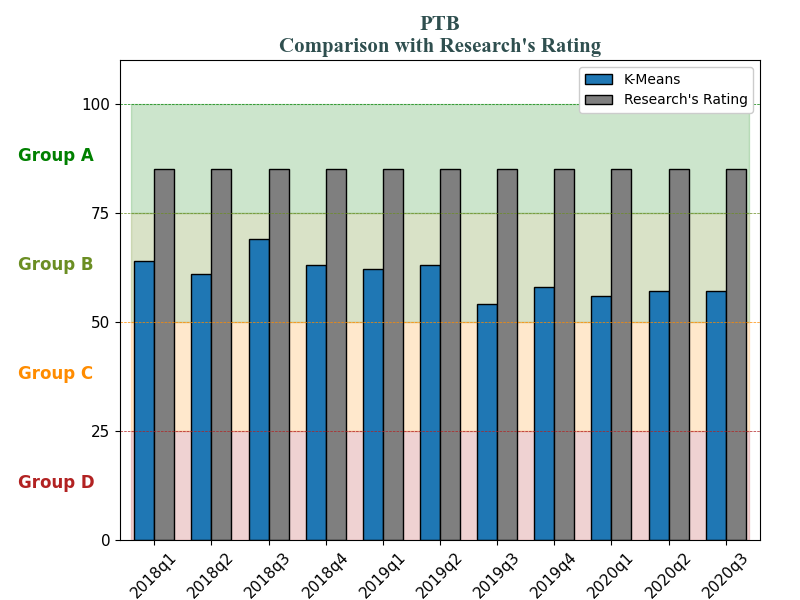 PTB
Comparison with Research's Rating
K-Means
Research's Rating
100
Group A
75
Group B
50
Group C
25
Group D
0
2018q1
2018q2
2018q3
2018q4
2019q1
2019q2
2019q3
2019q4
2020q1
2020q2
2020q3